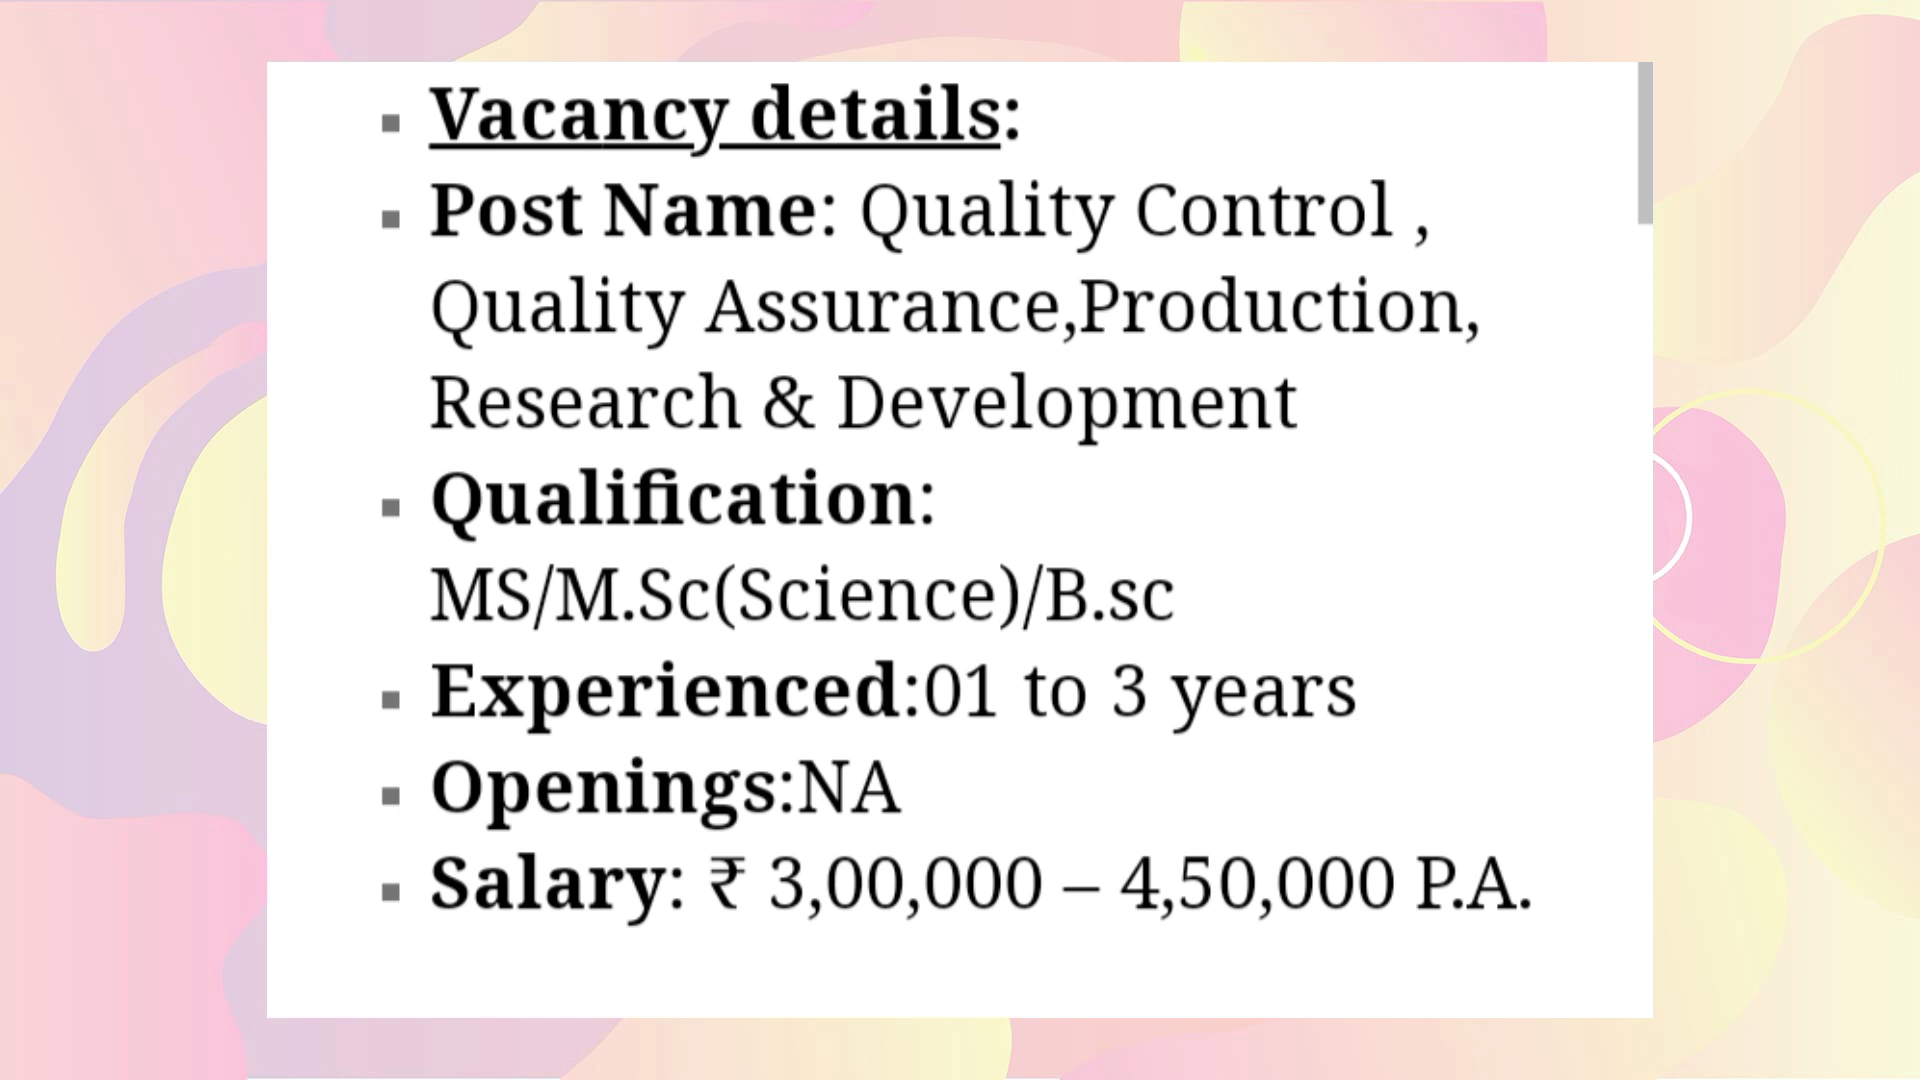 Vacancy details:
Post Name: Quality Control ,
Quality Assurance,Production,
Research & Development
Qualification:
MS/M.Sc(Science)/B.sc
Experienced:01 to 3 years
Openings:NA
Salary: ₹ 3,00,000 – 4,50,000 P.A.